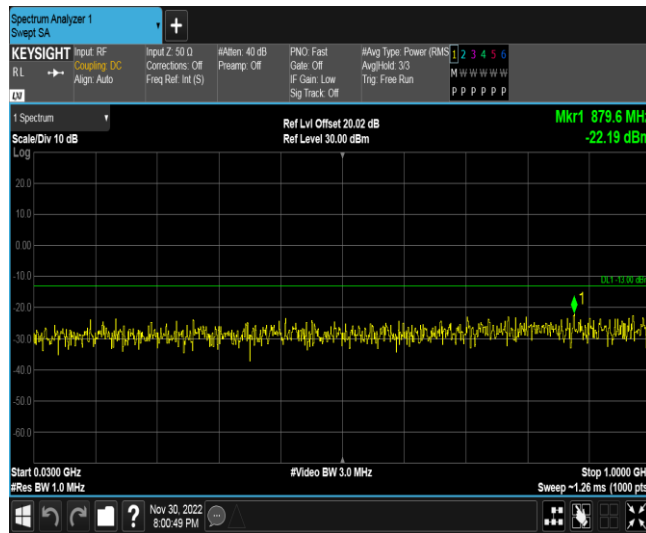 Spectrum Analyzer 1
Swept SA
+
KEYSIGHT Input: RF Input Z: 50 Ω #Atten: 40 dB PNO: Fast #Avg Type: Power (RMS 1 2 3 4 5 6
RL Coupling: DC Corrections: Off Preamp: Off Gate: Off Avg|Hold: 3/3 M W W W W W
Align: Auto Freq Ref: Int (S) IF Gain: Low Trig: Free Run
LXI Sig Track: Off P P P P P P
1 Spectrum Ref Lvl Offset 20.02 dB Mkr1 879.6 MHz
Scale/Div 10 dB Ref Level 30.00 dBm -22.19 dBm
Log
20.0
10.0
0.00
-10.0
DL1 -13.00 dBm
1
-20.0
-30.0
-40.0
-50.0
-60.0
Start 0.0300 GHz #Video BW 3.0 MHz Stop 1.0000 GH
#Res BW 1.0 MHz Sweep ~1.26 ms (1000 pts
? Nov 30, 2022
8:00:49 PM